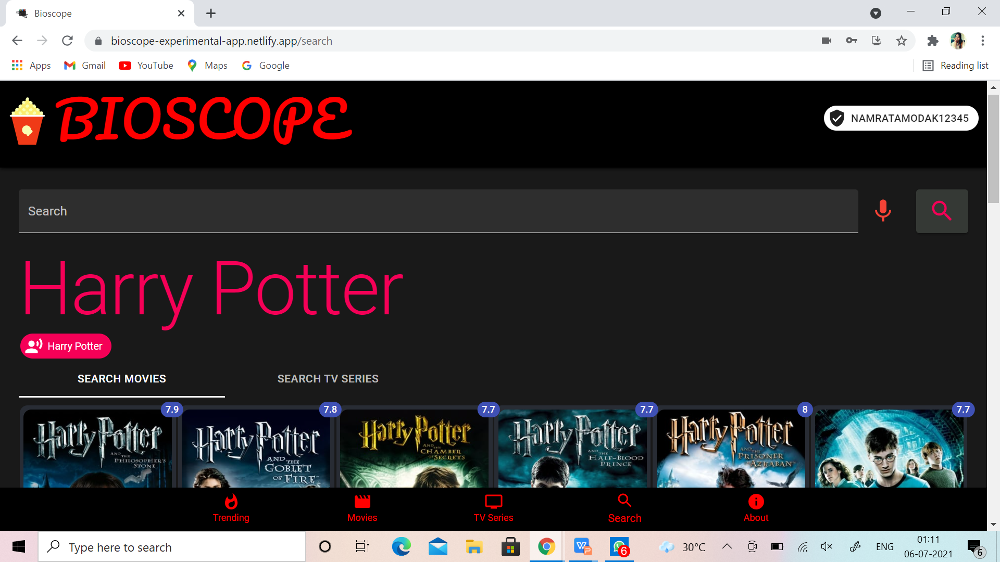 Bioscope
bioscope-experimental-app.netlify.app/search
Apps Gmail YouTube Maps Google Reading list
BIOSCOPE
NAMRATAMODAK12345
Search
Harry Potter
Harry Potter
SEARCH MOVIES SEARCH TV SERIES
7.9 7.8 7.7 7.7 8 7.7
Harry Potter
AND THE
PHILOSOPHER'S
STONE
Harry Potter
AND THE
GOBLET
OF FIRE
Harry Potter
AND THE
CHAMBER
OF SECRETS
Harry Potter
AND THE
HALF-BLOOD
PRINCE
Harry Potter
AND THE
PRISONER
OF AZKABAN
Trending Movies TV Series Search About
Type here to search
6
30°C
ENG
01:11
06-07-2021
6